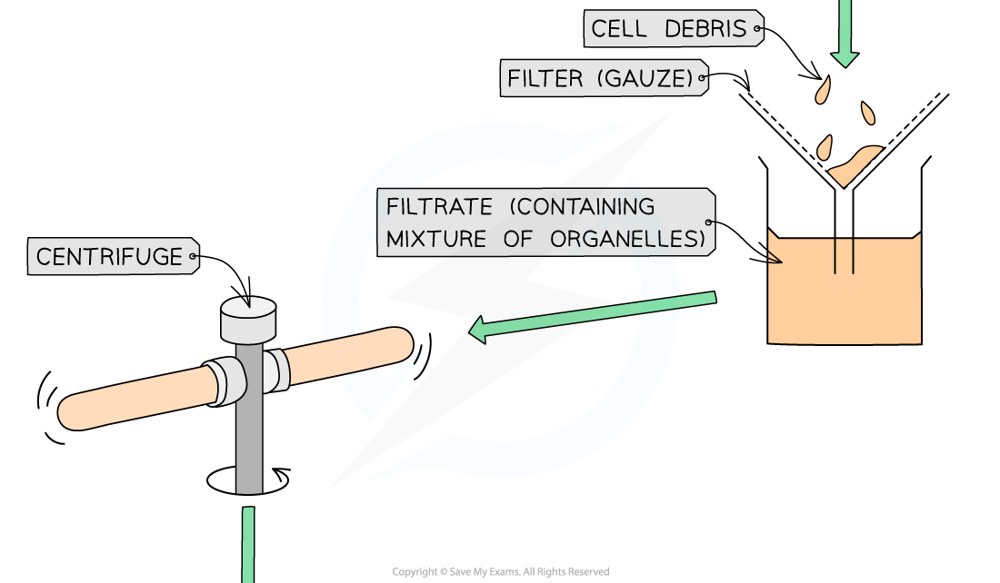 CELL DEBRIS
FILTER (GAUZE)
FILTRATE (CONTAINING
MIXTURE OF ORGANELLES)
CENTRIFUGE
Copyright © Save My Exams. All Rights Reserved